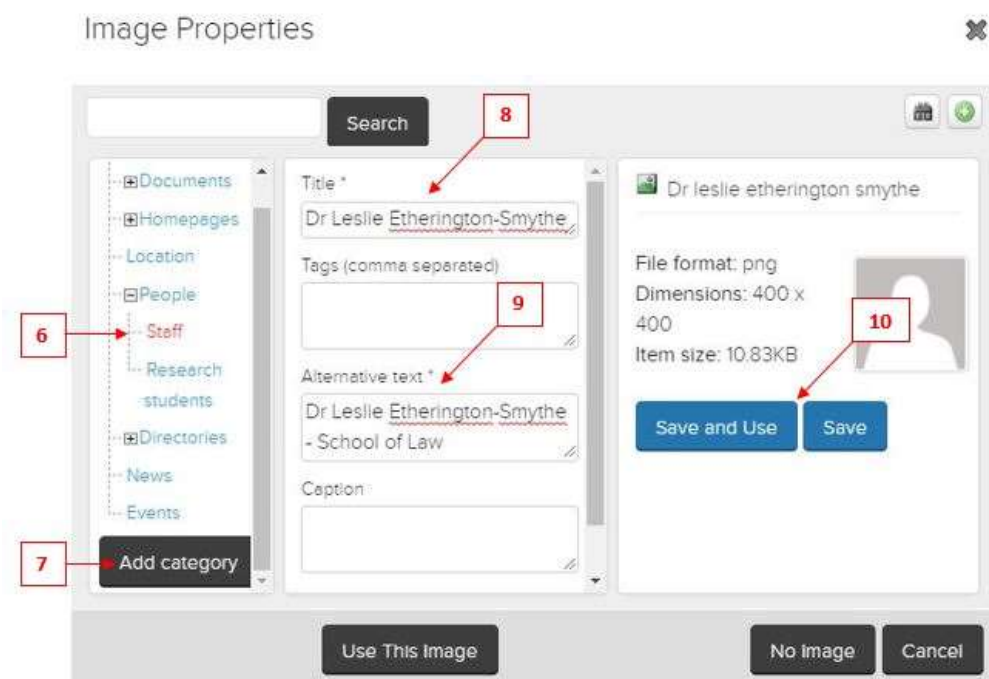 Image Properties
Search
8
Documents
Homepages
Location
People
6
Staff
Research
students
Directories
News
Events
7
Add category
Title *
Dr Leslie Etherington-Smythe
Tags (comma separated)
9
Alternative text *
Dr Leslie Etherington-Smythe
- School of Law
Caption
Dr leslie etherington smythe
File format: png
Dimensions: 400 x
400
Item size: 10.83KB
10
Save and Use
Save
Use This Image
No Image
Cancel